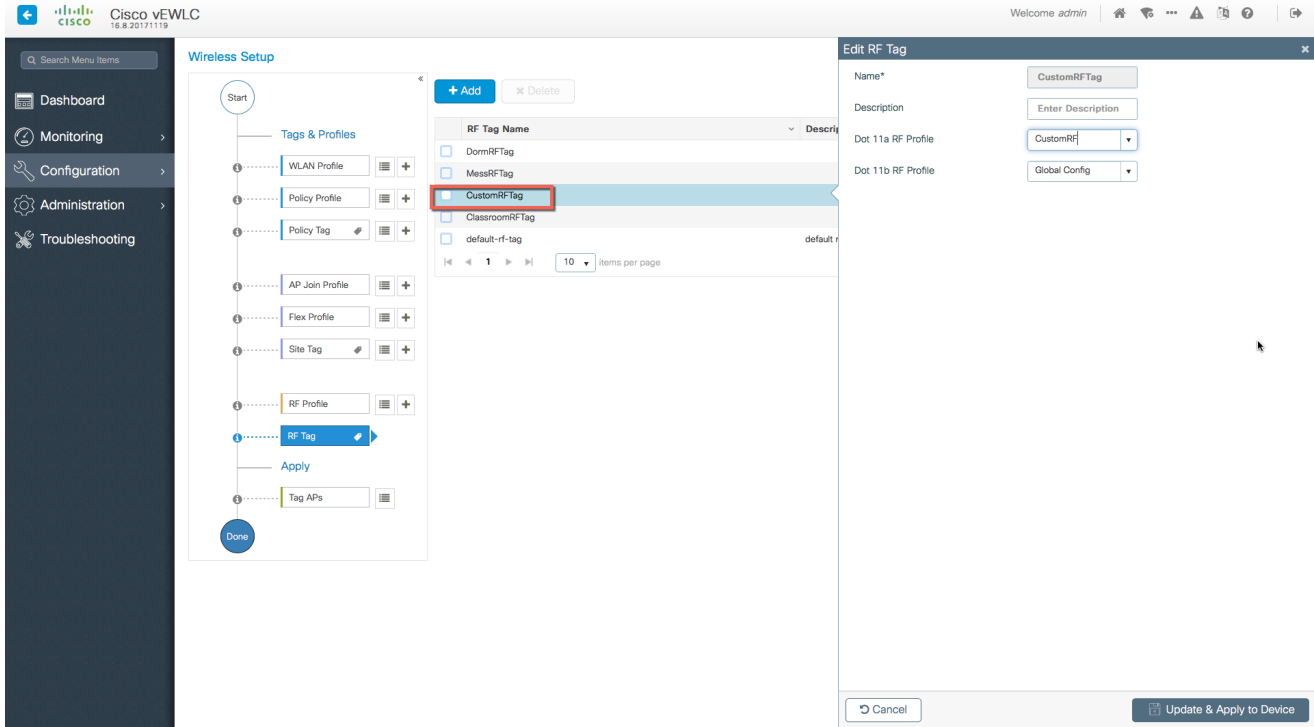 CISCO
Cisco vEWLC
16.8.20171119
Welcome admin
Search Menu Items
Dashboard
Monitoring
Configuration
Administration
Troubleshooting
Wireless Setup
«
Start
Tags & Profiles
WLAN Profile
Policy Profile
Policy Tag
AP Join Profile
Flex Profile
Site Tag
RF Profile
RF Tag
Apply
Tag APs
Done
+ Add
× Delete
RF Tag Name
Descrip
DormRFTag
MessRFTag
CustomRFTag
ClassroomRFTag
default-rf-tag
default r
1
10
items per page
Edit RF Tag
×
Name*
CustomRFTag
Description
Enter Description
Dot 11a RF Profile
CustomRF
Dot 11b RF Profile
Global Config
Cancel
Update & Apply to Device